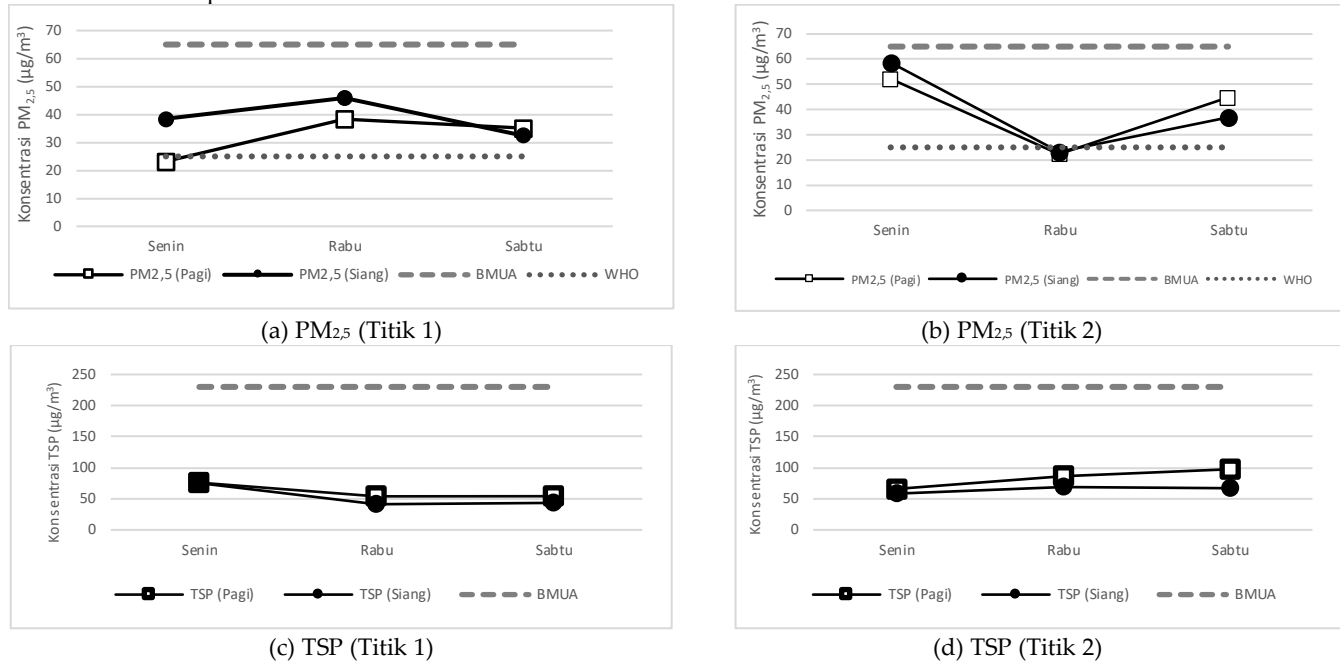 70
60
50
40
30
20
10
0
Konsentrasi PM2,5 (µg/m³)
Senin Rabu Sabtu
PM2,5 (Pagi) PM2,5 (Siang) BMUA WHO
(a) PM2,5 (Titik 1)
70
60
50
40
30
20
10
0
Konsentrasi PM2,5 (µg/m³)
Senin Rabu Sabtu
PM2,5 (Pagi) PM2,5 (Siang) BMUA WHO
(b) PM2,5 (Titik 2)
250
200
150
100
50
0
Konsentrasi TSP (µg/m³)
Senin Rabu Sabtu
TSP (Pagi) TSP (Siang) BMUA
(c) TSP (Titik 1)
250
200
150
100
50
0
Konsentrasi TSP (µg/m³)
Senin Rabu Sabtu
TSP (Pagi) TSP (Siang) BMUA
(d) TSP (Titik 2)